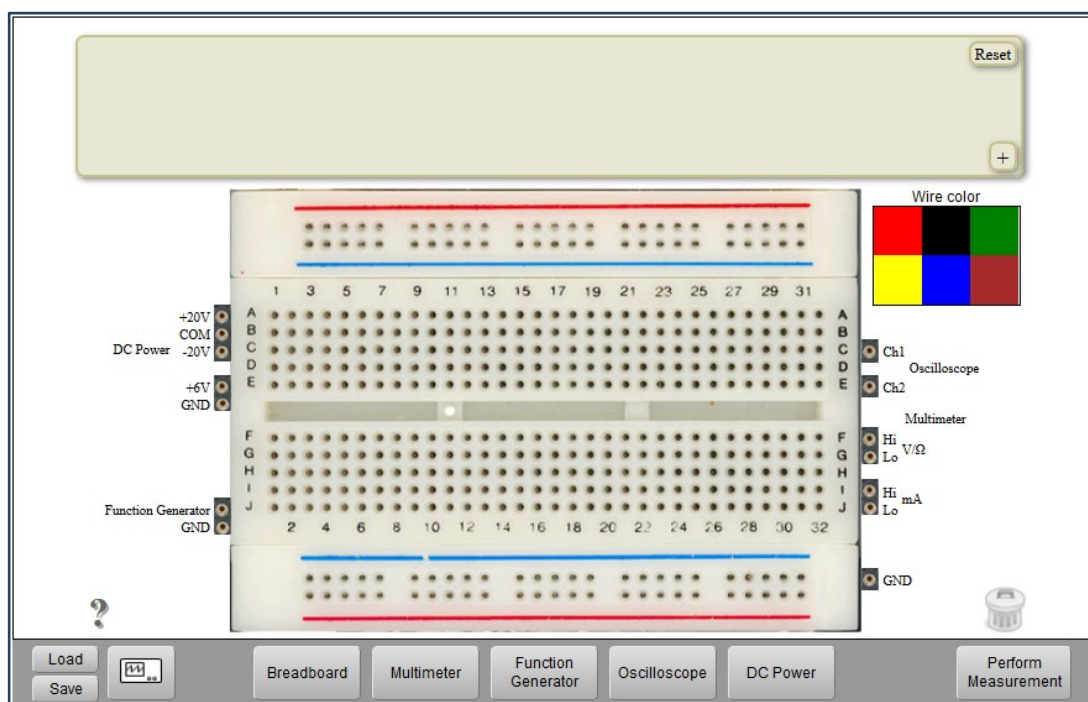 Reset
+
Wire color
1 3 5 7 9 11 13 15 17 19 21 23 25 27 29 31
A A
B B
C C
D D
E E
+20V
COM
DC Power -20V
+6V
GND
Ch1
Oscilloscope
Ch2
Multimeter
F F
G G
H H
I I
J J
Hi V/Ω
Lo
Hi mA
Lo
Function Generator
GND
2 4 6 8 10 12 14 16 18 20 22 24 26 28 30 32
GND
?
Load
Save
Breadboard
Multimeter
Function
Generator
Oscilloscope
DC Power
Perform
Measurement